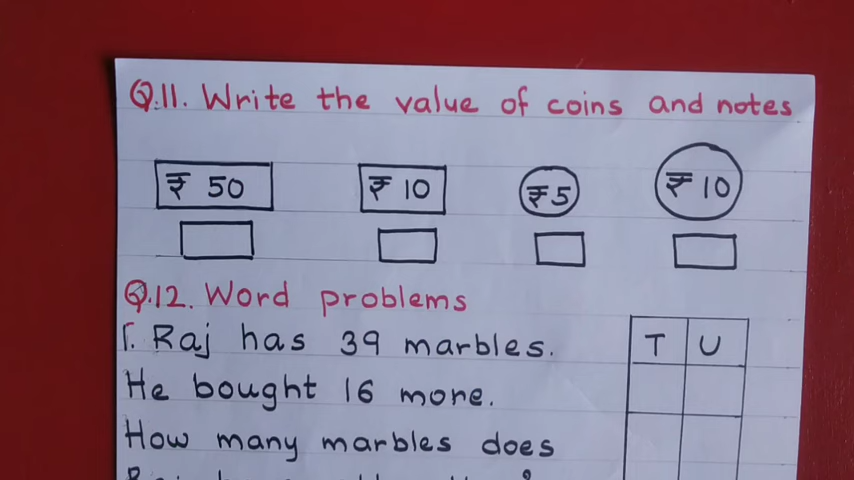 Q.11. Write the value of coins and notes
₹ 50 ₹ 10 ₹ 5 ₹ 10
Q.12. Word problems
1. Raj has 39 marbles.
T U
He bought 16 more.
How many marbles does